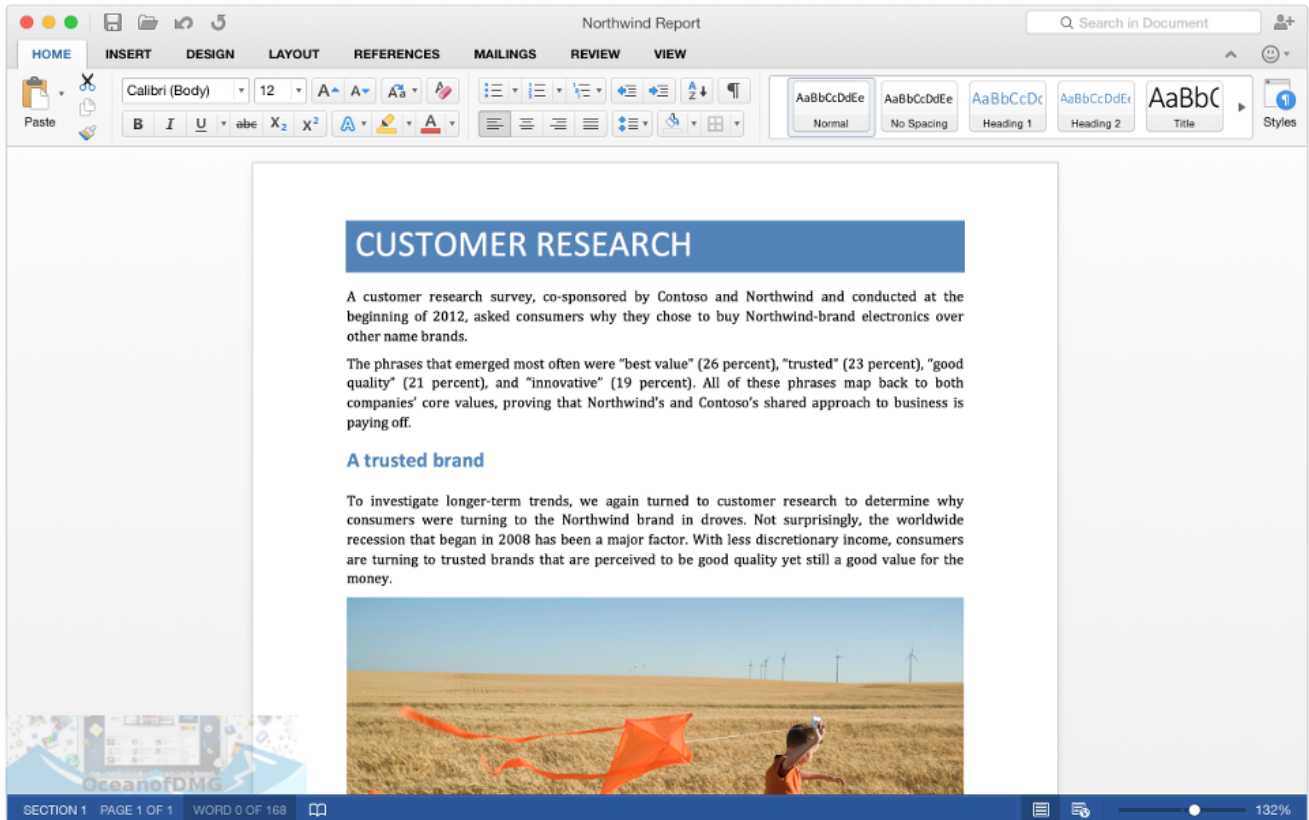 Northwind Report
Search in Document
HOME INSERT DESIGN LAYOUT REFERENCES MAILINGS REVIEW VIEW
Paste
Calibri (Body) 12
B I U abc X2 X2 A A
AaBbCcDdEe AaBbCcDdEe AaBbCcDc AaBbCcDdEe AaBbC
Normal No Spacing Heading 1 Heading 2 Title Styles
CUSTOMER RESEARCH
A customer research survey, co-sponsored by Contoso and Northwind and conducted at the
beginning of 2012, asked consumers why they chose to buy Northwind-brand electronics over
other name brands.
The phrases that emerged most often were “best value” (26 percent), “trusted” (23 percent), “good
quality” (21 percent), and “innovative” (19 percent). All of these phrases map back to both
companies’ core values, proving that Northwind’s and Contoso’s shared approach to business is
paying off.
A trusted brand
To investigate longer-term trends, we again turned to customer research to determine why
consumers were turning to the Northwind brand in droves. Not surprisingly, the worldwide
recession that began in 2008 has been a major factor. With less discretionary income, consumers
are turning to trusted brands that are perceived to be good quality yet still a good value for the
money.
OceanofDMG
SECTION 1 PAGE 1 OF 1 WORD 0 OF 168 132%